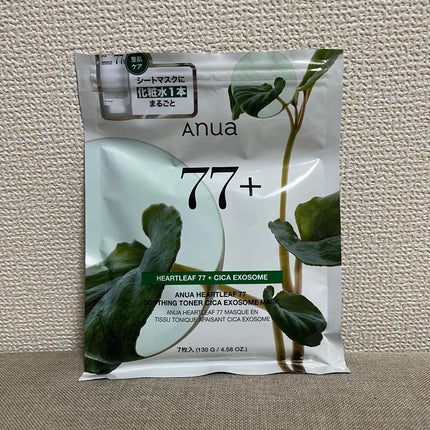 整肌
ケア
シートマスクに
化粧水1本
まるごと
Anua
77+
HEARTLEAF 77 + CICA EXOSOME
ANUA HEARTLEAF 77
SOOTHING TONER CICA EXOSOME MASK
ANUA HEARTLEAF 77 MASQUE EN
TISSU TONIQUE APAISANT CICA EXOSOME
7枚入 (130 G / 4.58 OZ.)